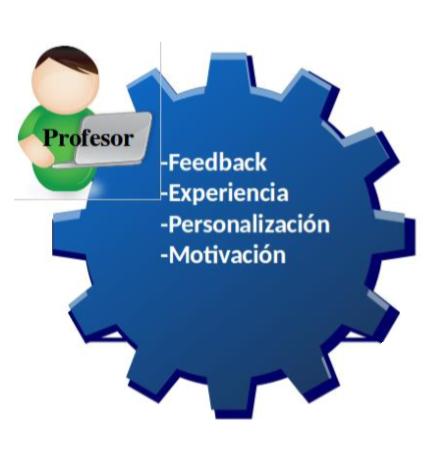 Profesor
-Feedback
-Experiencia
-Personalización
-Motivación